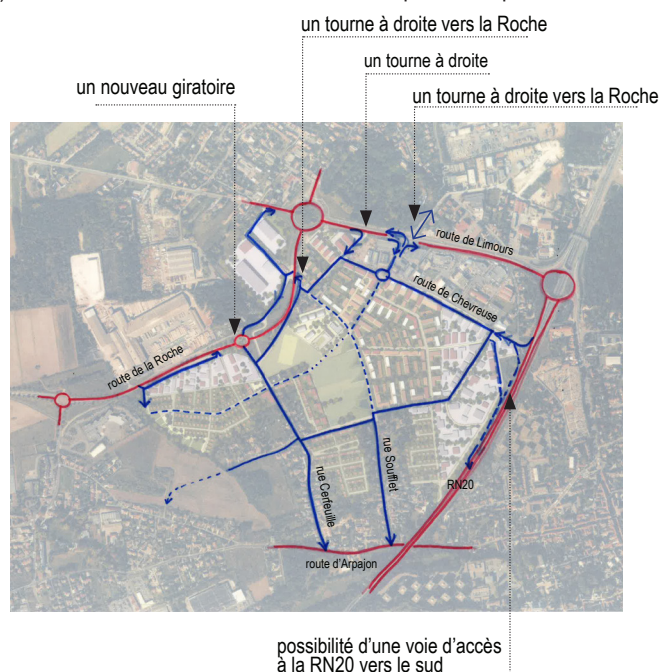 un tourne à droite vers la Roche
un tourne à droite
un nouveau giratoire
un tourne à droite vers la Roche
route de Limours
route de Chevreuse
route de la Roche
rue Cerfeuille
rue Soufflet
RN20
route d'Arpajon
possibilité d'une voie d'accès
à la RN20 vers le sud